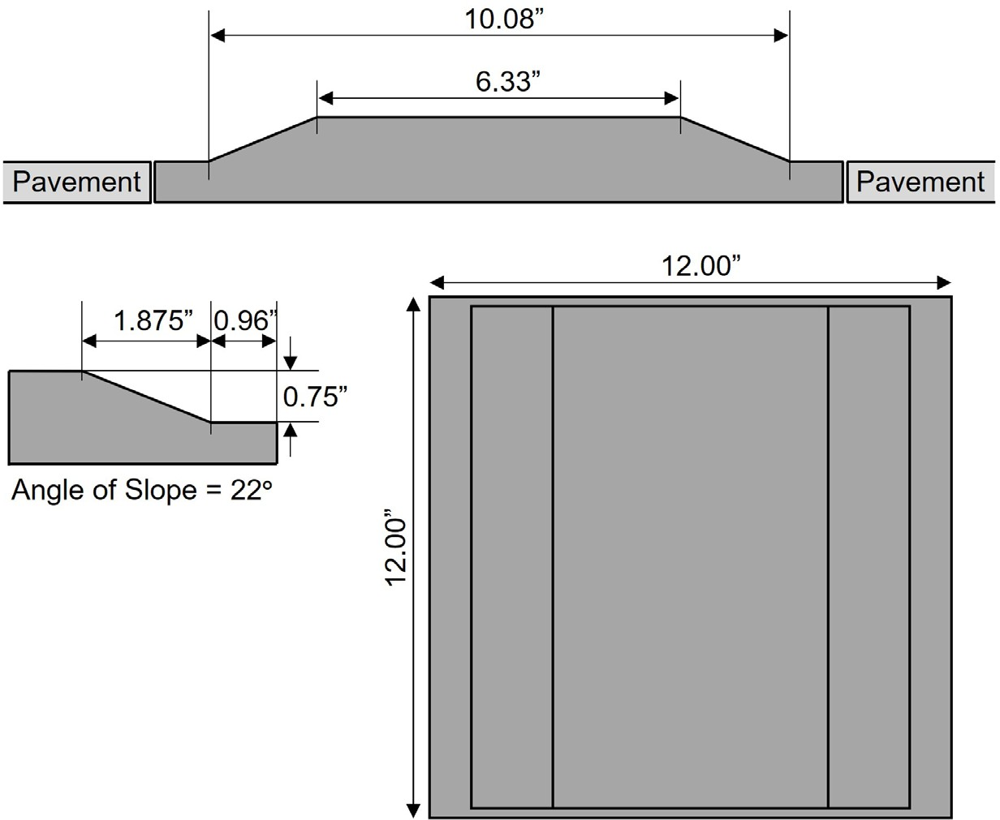 10.08”
6.33”
Pavement
Pavement
12.00”
1.875”
0.96”
0.75”
Angle of Slope = 22°
12.00”